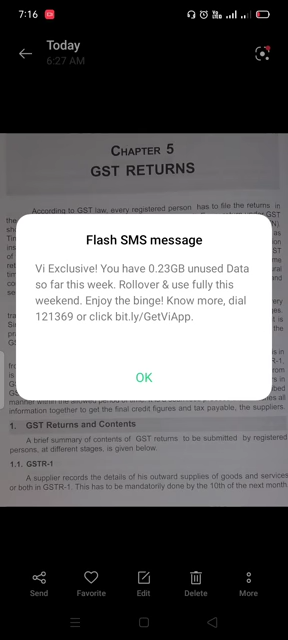 7:16
Today
6:27 AM
CHAPTER 5
GST RETURNS
According to GST law, every registered person has to file the returns in
Flash SMS message
Vi Exclusive! You have 0.23GB unused Data
so far this week. Rollover & use fully this
weekend. Enjoy the binge! Know more, dial
121369 or click bit.ly/GetViApp.
OK
information together to get the final credit figures and tax payable, the suppliers.
1. GST Returns and Contents
A brief summary of contents of GST returns to be submitted by registered
persons, at different stages, is given below.
1.1. GSTR-1
A supplier records the details of his outward supplies of goods and services
or both in GSTR-1. This has to be mandatorily done by the 10th of the next month
Send
Favorite
Edit
Delete
More